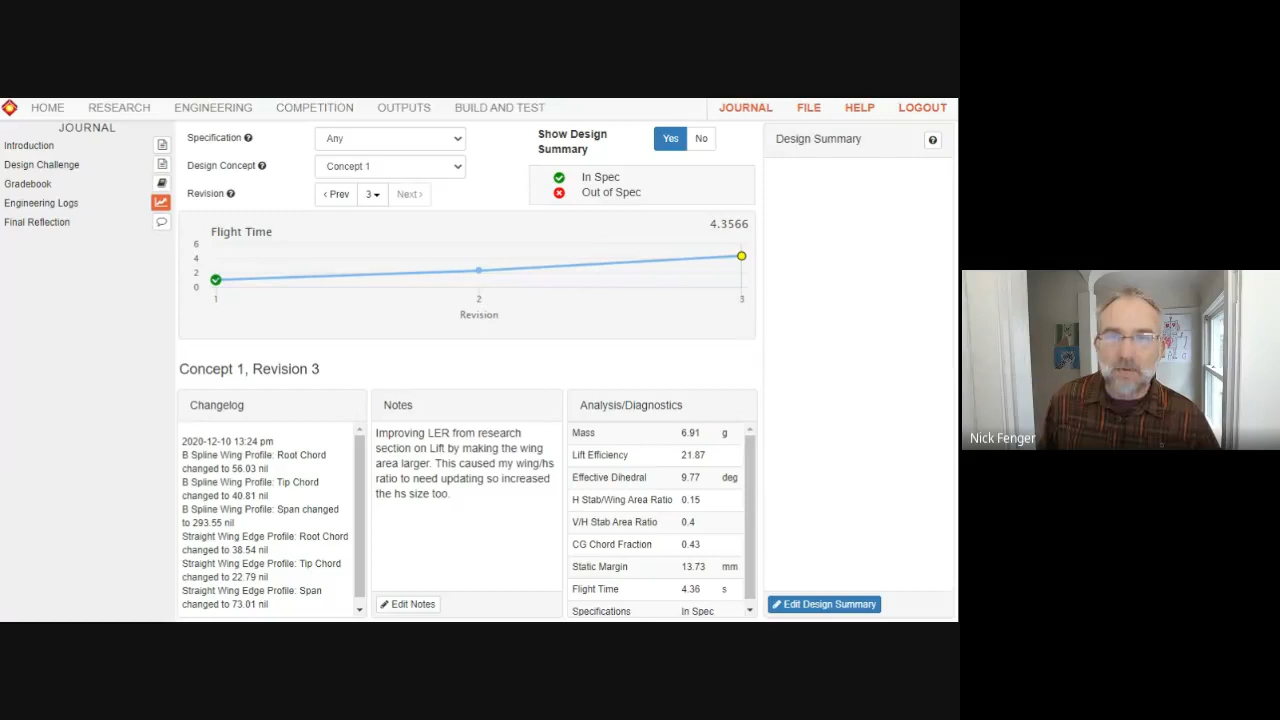 HOME RESEARCH ENGINEERING COMPETITION OUTPUTS BUILD AND TEST JOURNAL FILE HELP LOGOUT
JOURNAL
Introduction
Design Challenge
Gradebook
Engineering Logs
Final Reflection
Specification ?
Any
Design Concept ?
Concept 1
Revision ?
‹ Prev 3 Next ›
Show Design
Summary
Yes No
In Spec
Out of Spec
Flight Time
4.3566
6
4
2
0
1 2 3
Revision
Concept 1, Revision 3
Changelog
2020-12-10 13:24 pm
B Spline Wing Profile: Root Chord
changed to 56.03 nil
B Spline Wing Profile: Tip Chord
changed to 40.81 nil
B Spline Wing Profile: Span changed
to 293.55 nil
Straight Wing Edge Profile: Root Chord
changed to 38.54 nil
Straight Wing Edge Profile: Tip Chord
changed to 22.79 nil
Straight Wing Edge Profile: Span
changed to 73.01 nil
Notes
Improving LER from research
section on Lift by making the wing
area larger. This caused my wing/hs
ratio to need updating so increased
the hs size too.
Edit Notes
Analysis/Diagnostics
Mass 6.91 g
Lift Efficiency 21.87
Effective Dihedral 9.77 deg
H Stab/Wing Area Ratio 0.15
V/H Stab Area Ratio 0.4
CG Chord Fraction 0.43
Static Margin 13.73 mm
Flight Time 4.36 s
Specifications In Spec
Design Summary ?
Edit Design Summary
Nick Fenger